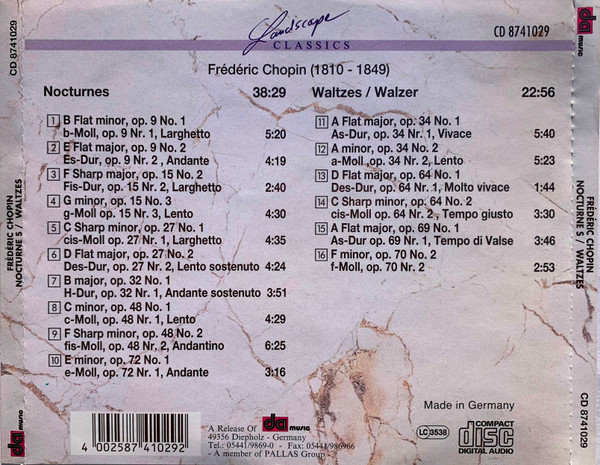 Landscape
CLASSICS
CD 8741029
Frédéric Chopin (1810 - 1849)
Nocturnes 38:29
1 B Flat minor, op. 9 No. 1
b-Moll, op. 9 Nr. 1, Larghetto 5:20
2 E Flat major, op. 9 No. 2
Es-Dur, op. 9 Nr. 2, Andante 4:19
3 F Sharp major, op. 15 No. 2
Fis-Dur, op. 15 Nr. 2, Larghetto 2:40
4 G minor, op. 15 No. 3
g-Moll op. 15 Nr. 3, Lento 4:30
5 C Sharp minor, op. 27 No. 1
cis-Moll op. 27 Nr. 1, Larghetto 4:35
6 D Flat major, op. 27 No. 2
Des-Dur, op. 27 Nr. 2, Lento sostenuto 4:24
7 B major, op. 32 No. 1
H-Dur, op. 32 Nr. 1, Andante sostenuto 3:51
8 C minor, op. 48 No. 1
c-Moll, op. 48 Nr. 1, Lento 4:29
9 F Sharp minor, op. 48 No. 2
fis-Moll, op. 48 Nr. 2, Andantino 6:25
10 E minor, op. 72 No. 1
e-Moll, op. 72 Nr. 1, Andante 3:16
Waltzes / Walzer 22:56
11 A Flat major, op. 34 No. 1
As-Dur, op. 34 Nr. 1, Vivace 5:40
12 A minor, op. 34 No. 2
a-Moll ,op. 34 Nr. 2, Lento 5:23
13 D Flat major, op. 64 No. 1
Des-Dur, op. 64 Nr. 1, Molto vivace 1:44
14 C Sharp minor, op. 64 No. 2
cis-Moll op. 64 Nr. 2 , Tempo giusto 3:30
15 A Flat major, op. 69 No. 1
As-Dur op. 69 Nr. 1, Tempo di Valse 3:46
16 F minor, op. 70 No. 2
f-Moll, op. 70 Nr. 2 2:53
4 002587 410292
A Release Of da music
49356 Diepholz - Germany
Tel.: 05441/9869-0 - Fax: 05441/986966
- A member of PALLAS Group -
Made in Germany
LC 3538
COMPACT
disc
DIGITAL AUDIO
CD 8741029
FRÉDÉRIC CHOPIN
NOCTURNES / WALTZES
da music
da music
FRÉDÉRIC CHOPIN
NOCTURNE S / WALTZES
CD 8741029